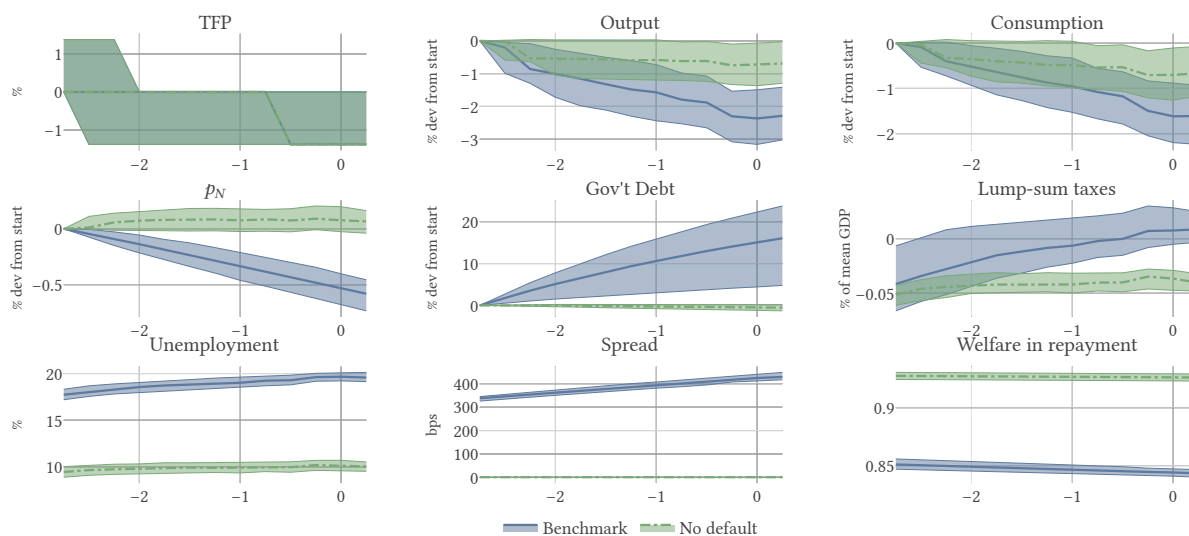 TFP Output Consumption
% 1 0 −1 −2 −1 0
% dev from start 0 −1 −2 −3 −2 −1 0
% dev from start 0 −1 −2 −2 −1 0
pN Gov't Debt Lump-sum taxes
% dev from start 0 −0.5 −2 −1 0
% dev from start 20 10 0 −2 −1 0
% of mean GDP 0 −0.05 −2 −1 0
Unemployment Spread Welfare in repayment
% 20 15 10 −2 −1 0
bps 400 300 200 100 0 −2 −1 0
0.9 0.85 −2 −1 0
Benchmark No default